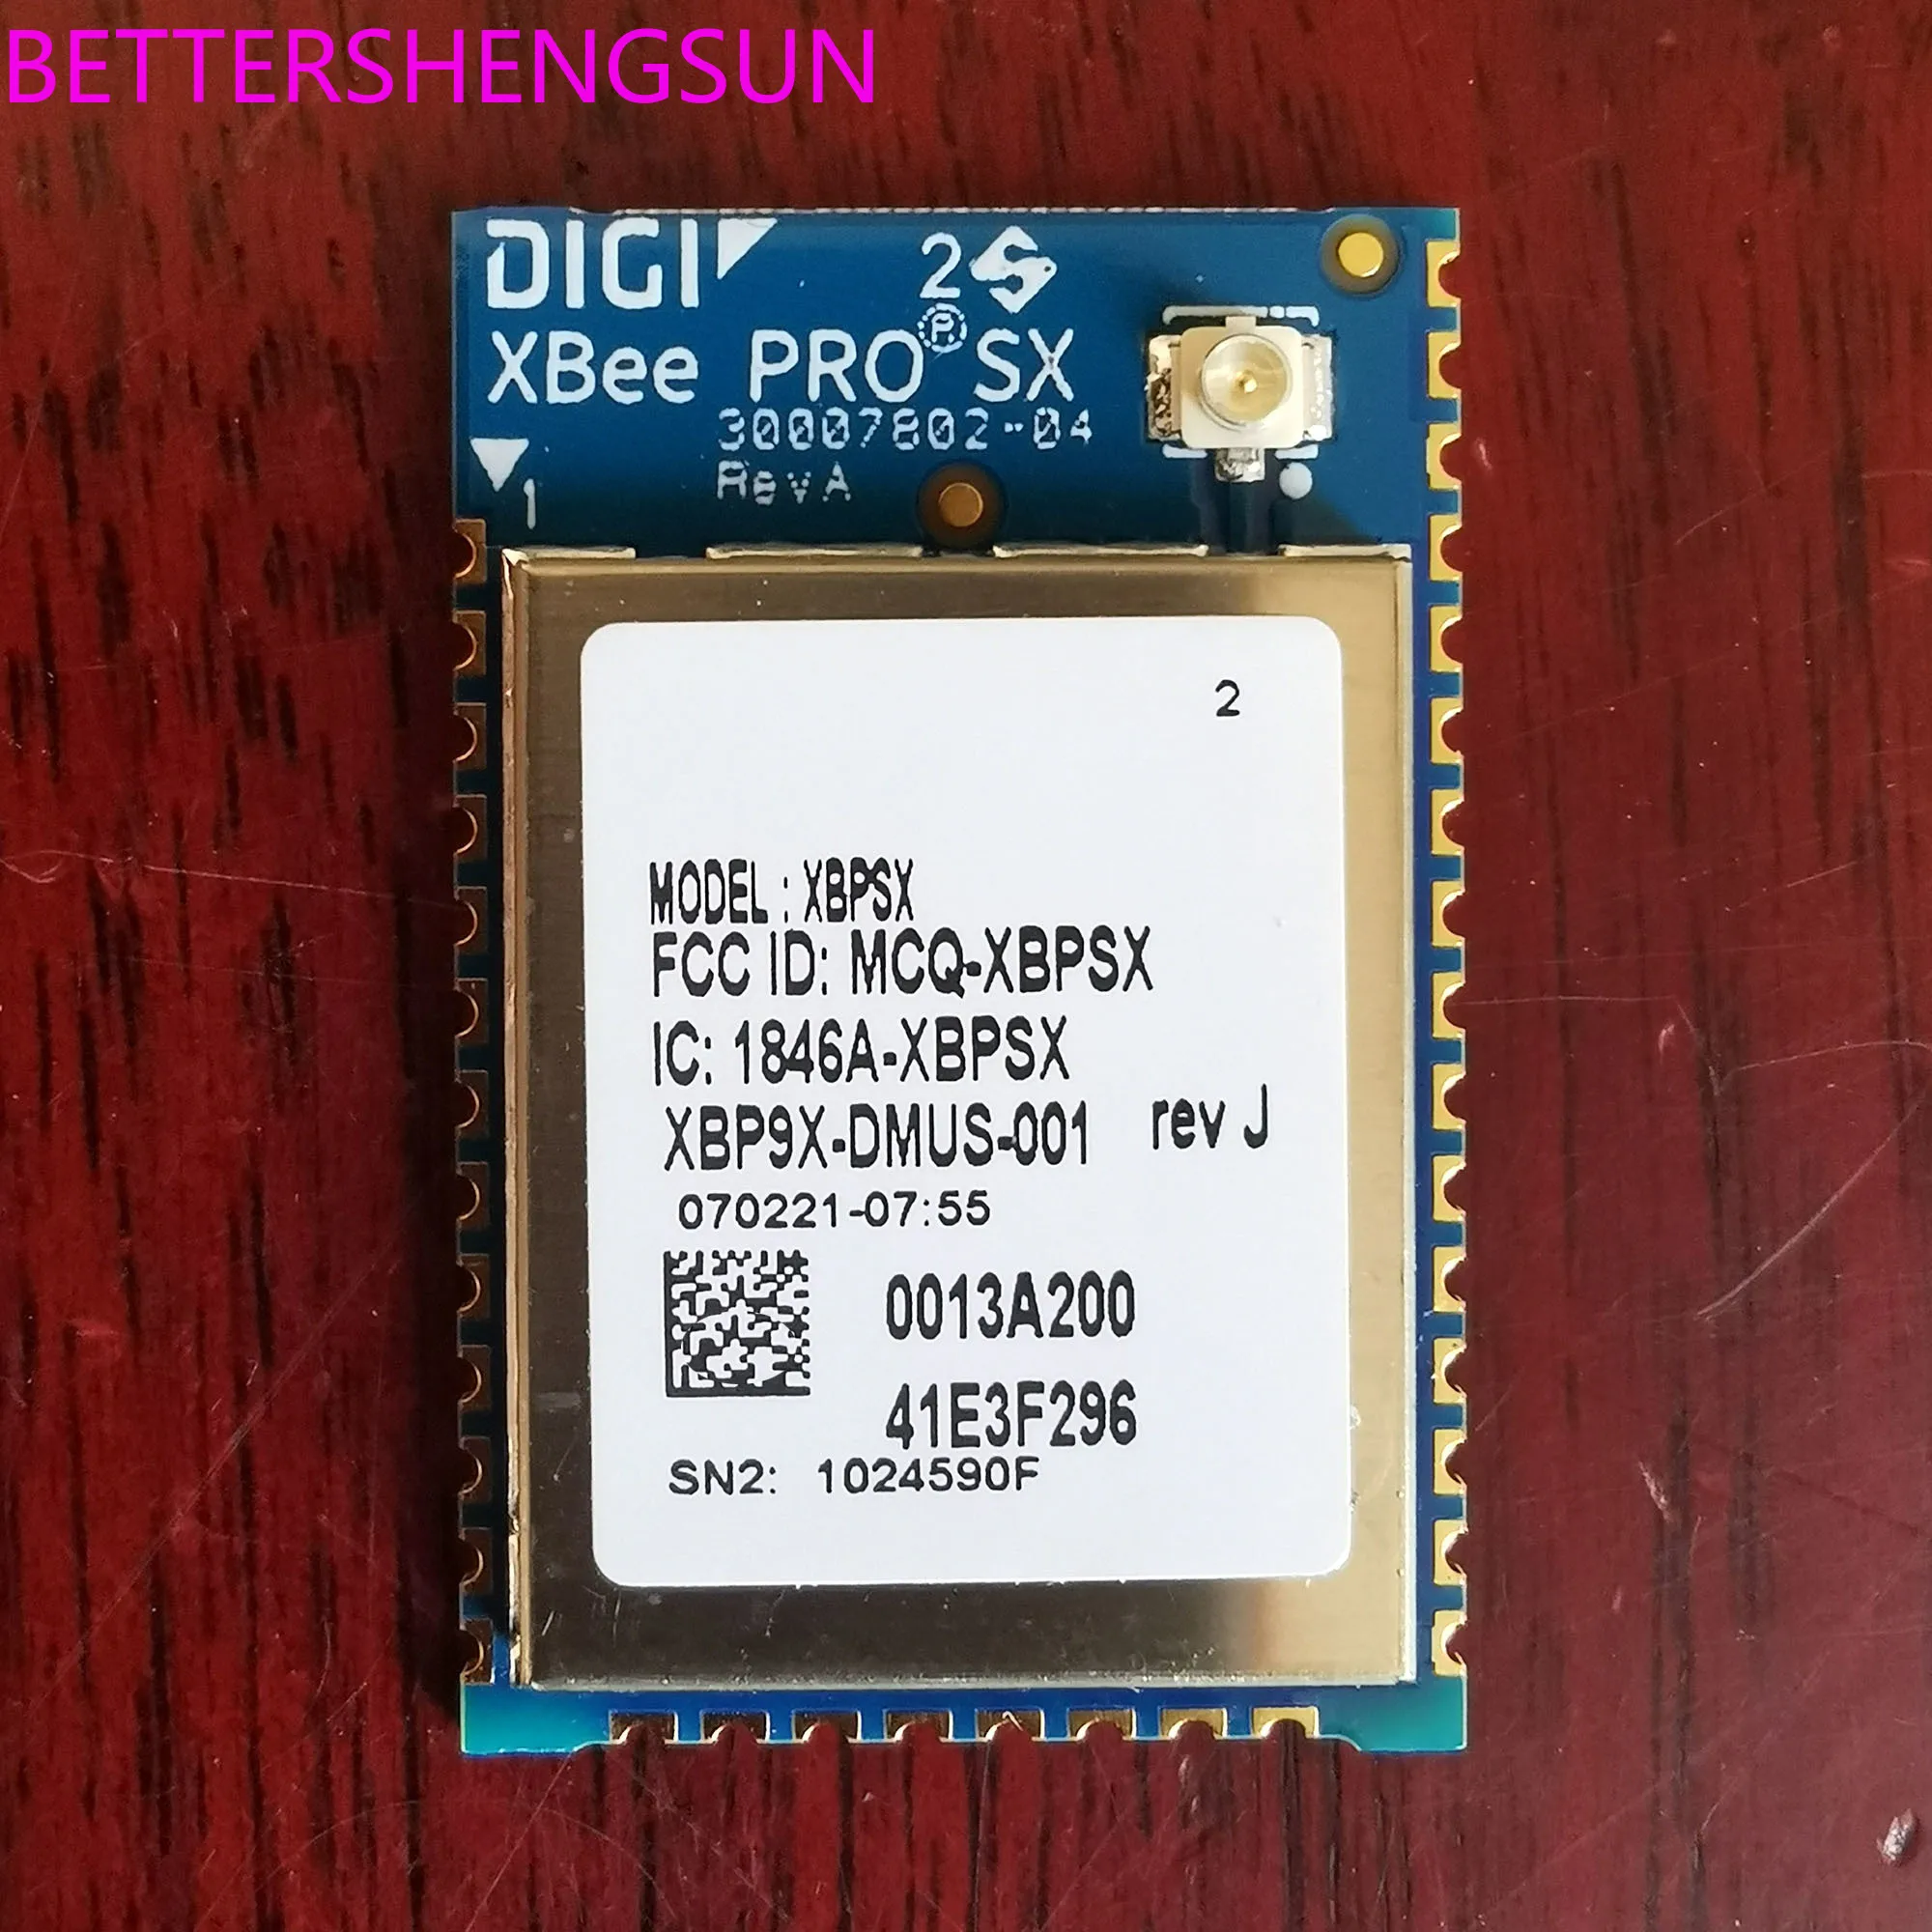 BETTERSHENGSUN
DIGI 2S
XBee PRO® SX
30007802-04
RevA
1
2
MODEL : XBPSX
FCC ID: MCQ-XBPSX
IC: 1846A-XBPSX
XBP9X-DMUS-001 rev J
070221-07:55
0013A200
41E3F296
SN2: 1024590F